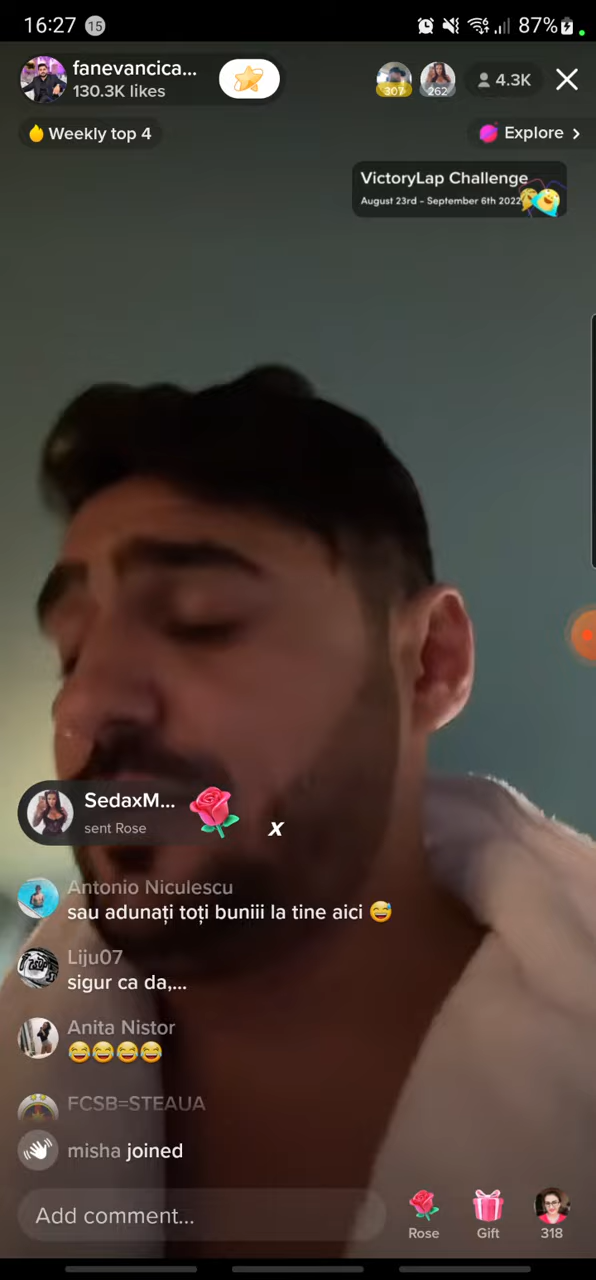 16:27 15 87%
fanevancica...
130.3K likes
307 262 4.3K
Weekly top 4
Explore >
VictoryLap Challenge
August 23rd - September 6th 2022
SedaxM...
sent Rose
x
Antonio Niculescu
sau adunați toți buniii la tine aici 😅
Liju07
sigur ca da,...
Anita Nistor
😂😂😂😂
FCSB=STEAUA
misha joined
Add comment...
Rose Gift 318